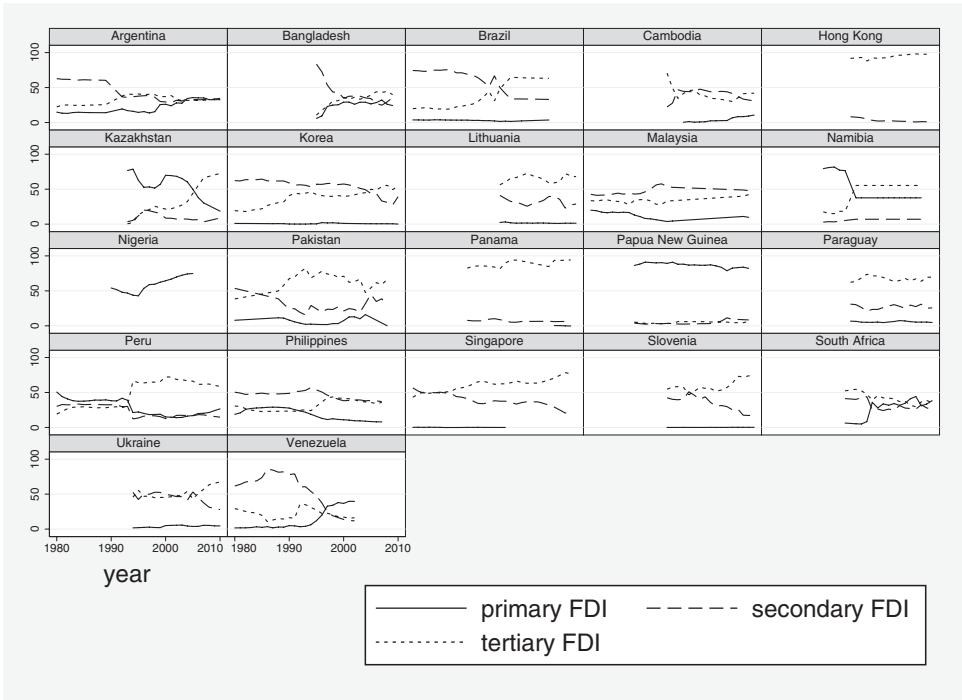 Argentina Bangladesh Brazil Cambodia Hong Kong
0 50 100
Kazakhstan Korea Lithuania Malaysia Namibia
0 50 100
Nigeria Pakistan Panama Papua New Guinea Paraguay
0 50 100
Peru Philippines Singapore Slovenia South Africa
0 50 100
Ukraine Venezuela
0 50 100
1980 1990 2000 2010 1980 1990 2000 2010
year
primary FDI secondary FDI
tertiary FDI